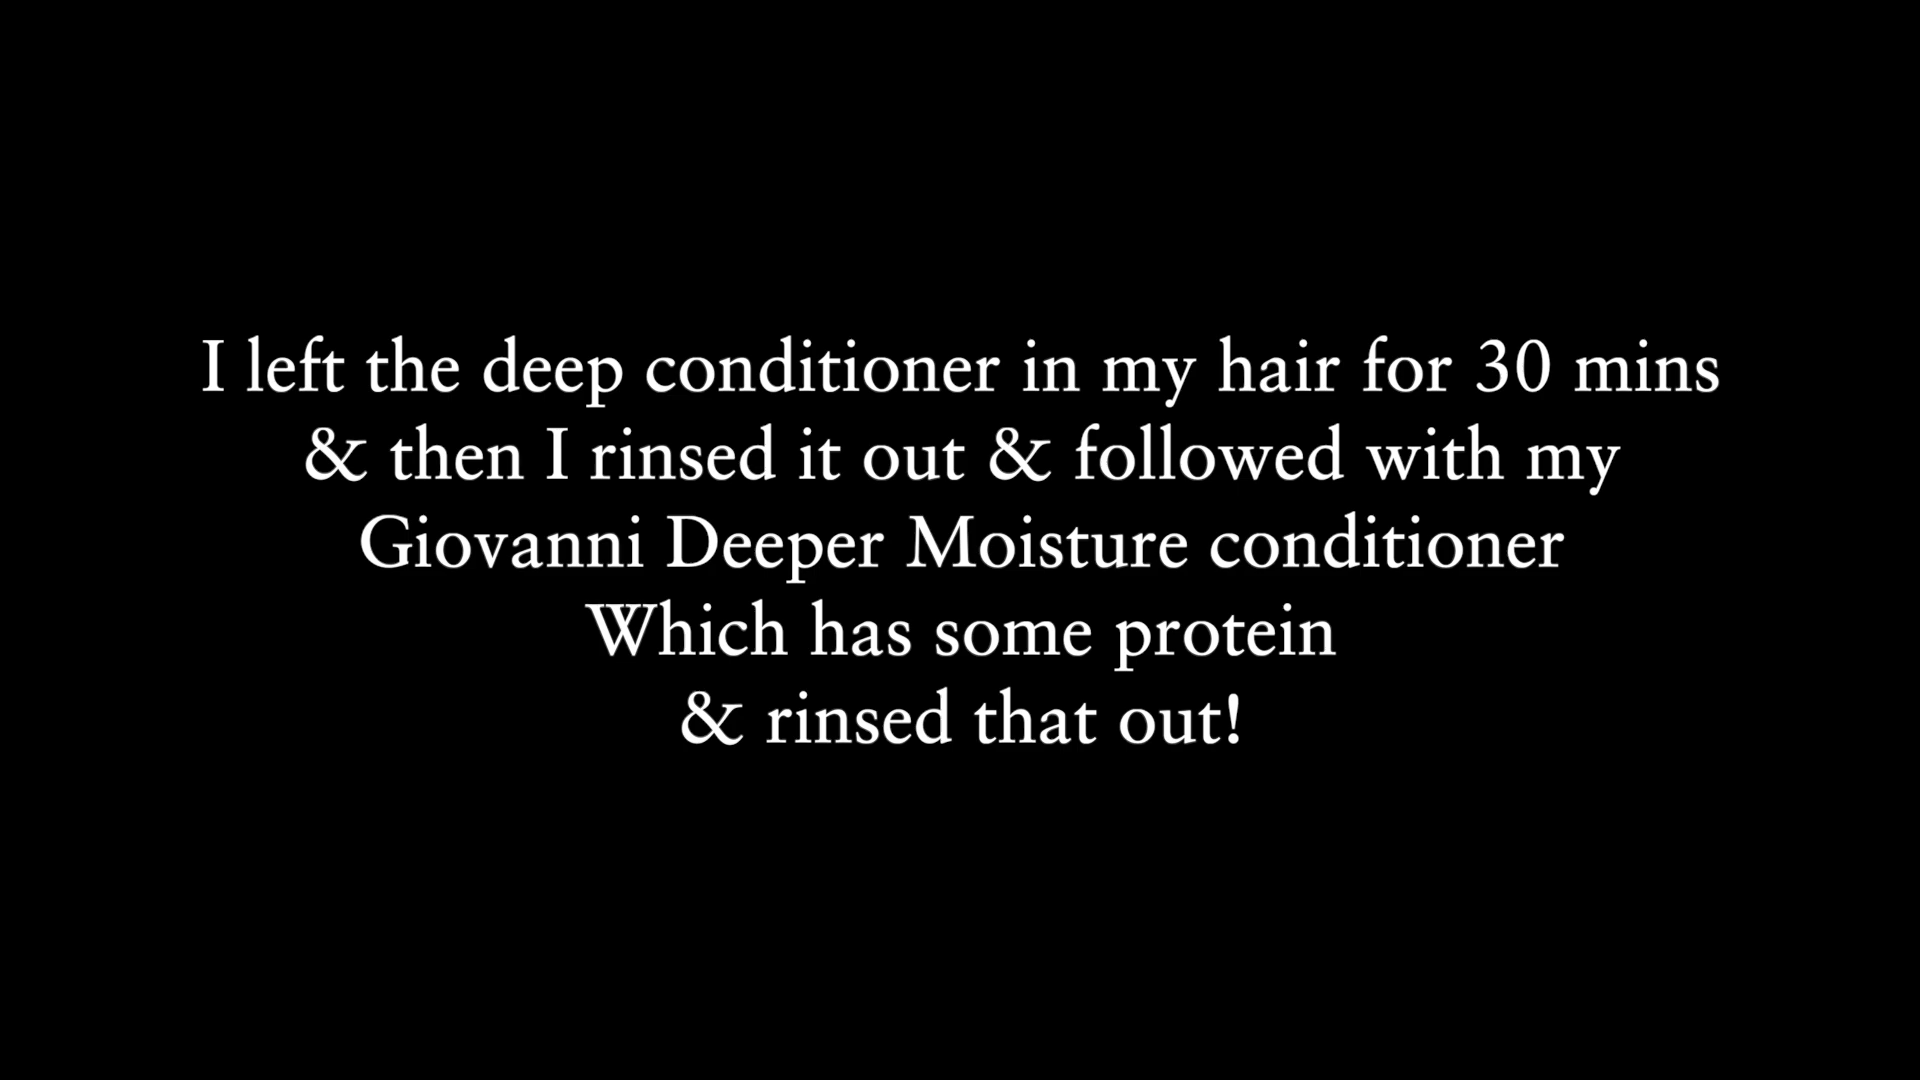 I left the deep conditioner in my hair for 30 mins
& then I rinsed it out & followed with my
Giovanni Deeper Moisture conditioner
Which has some protein
& rinsed that out!